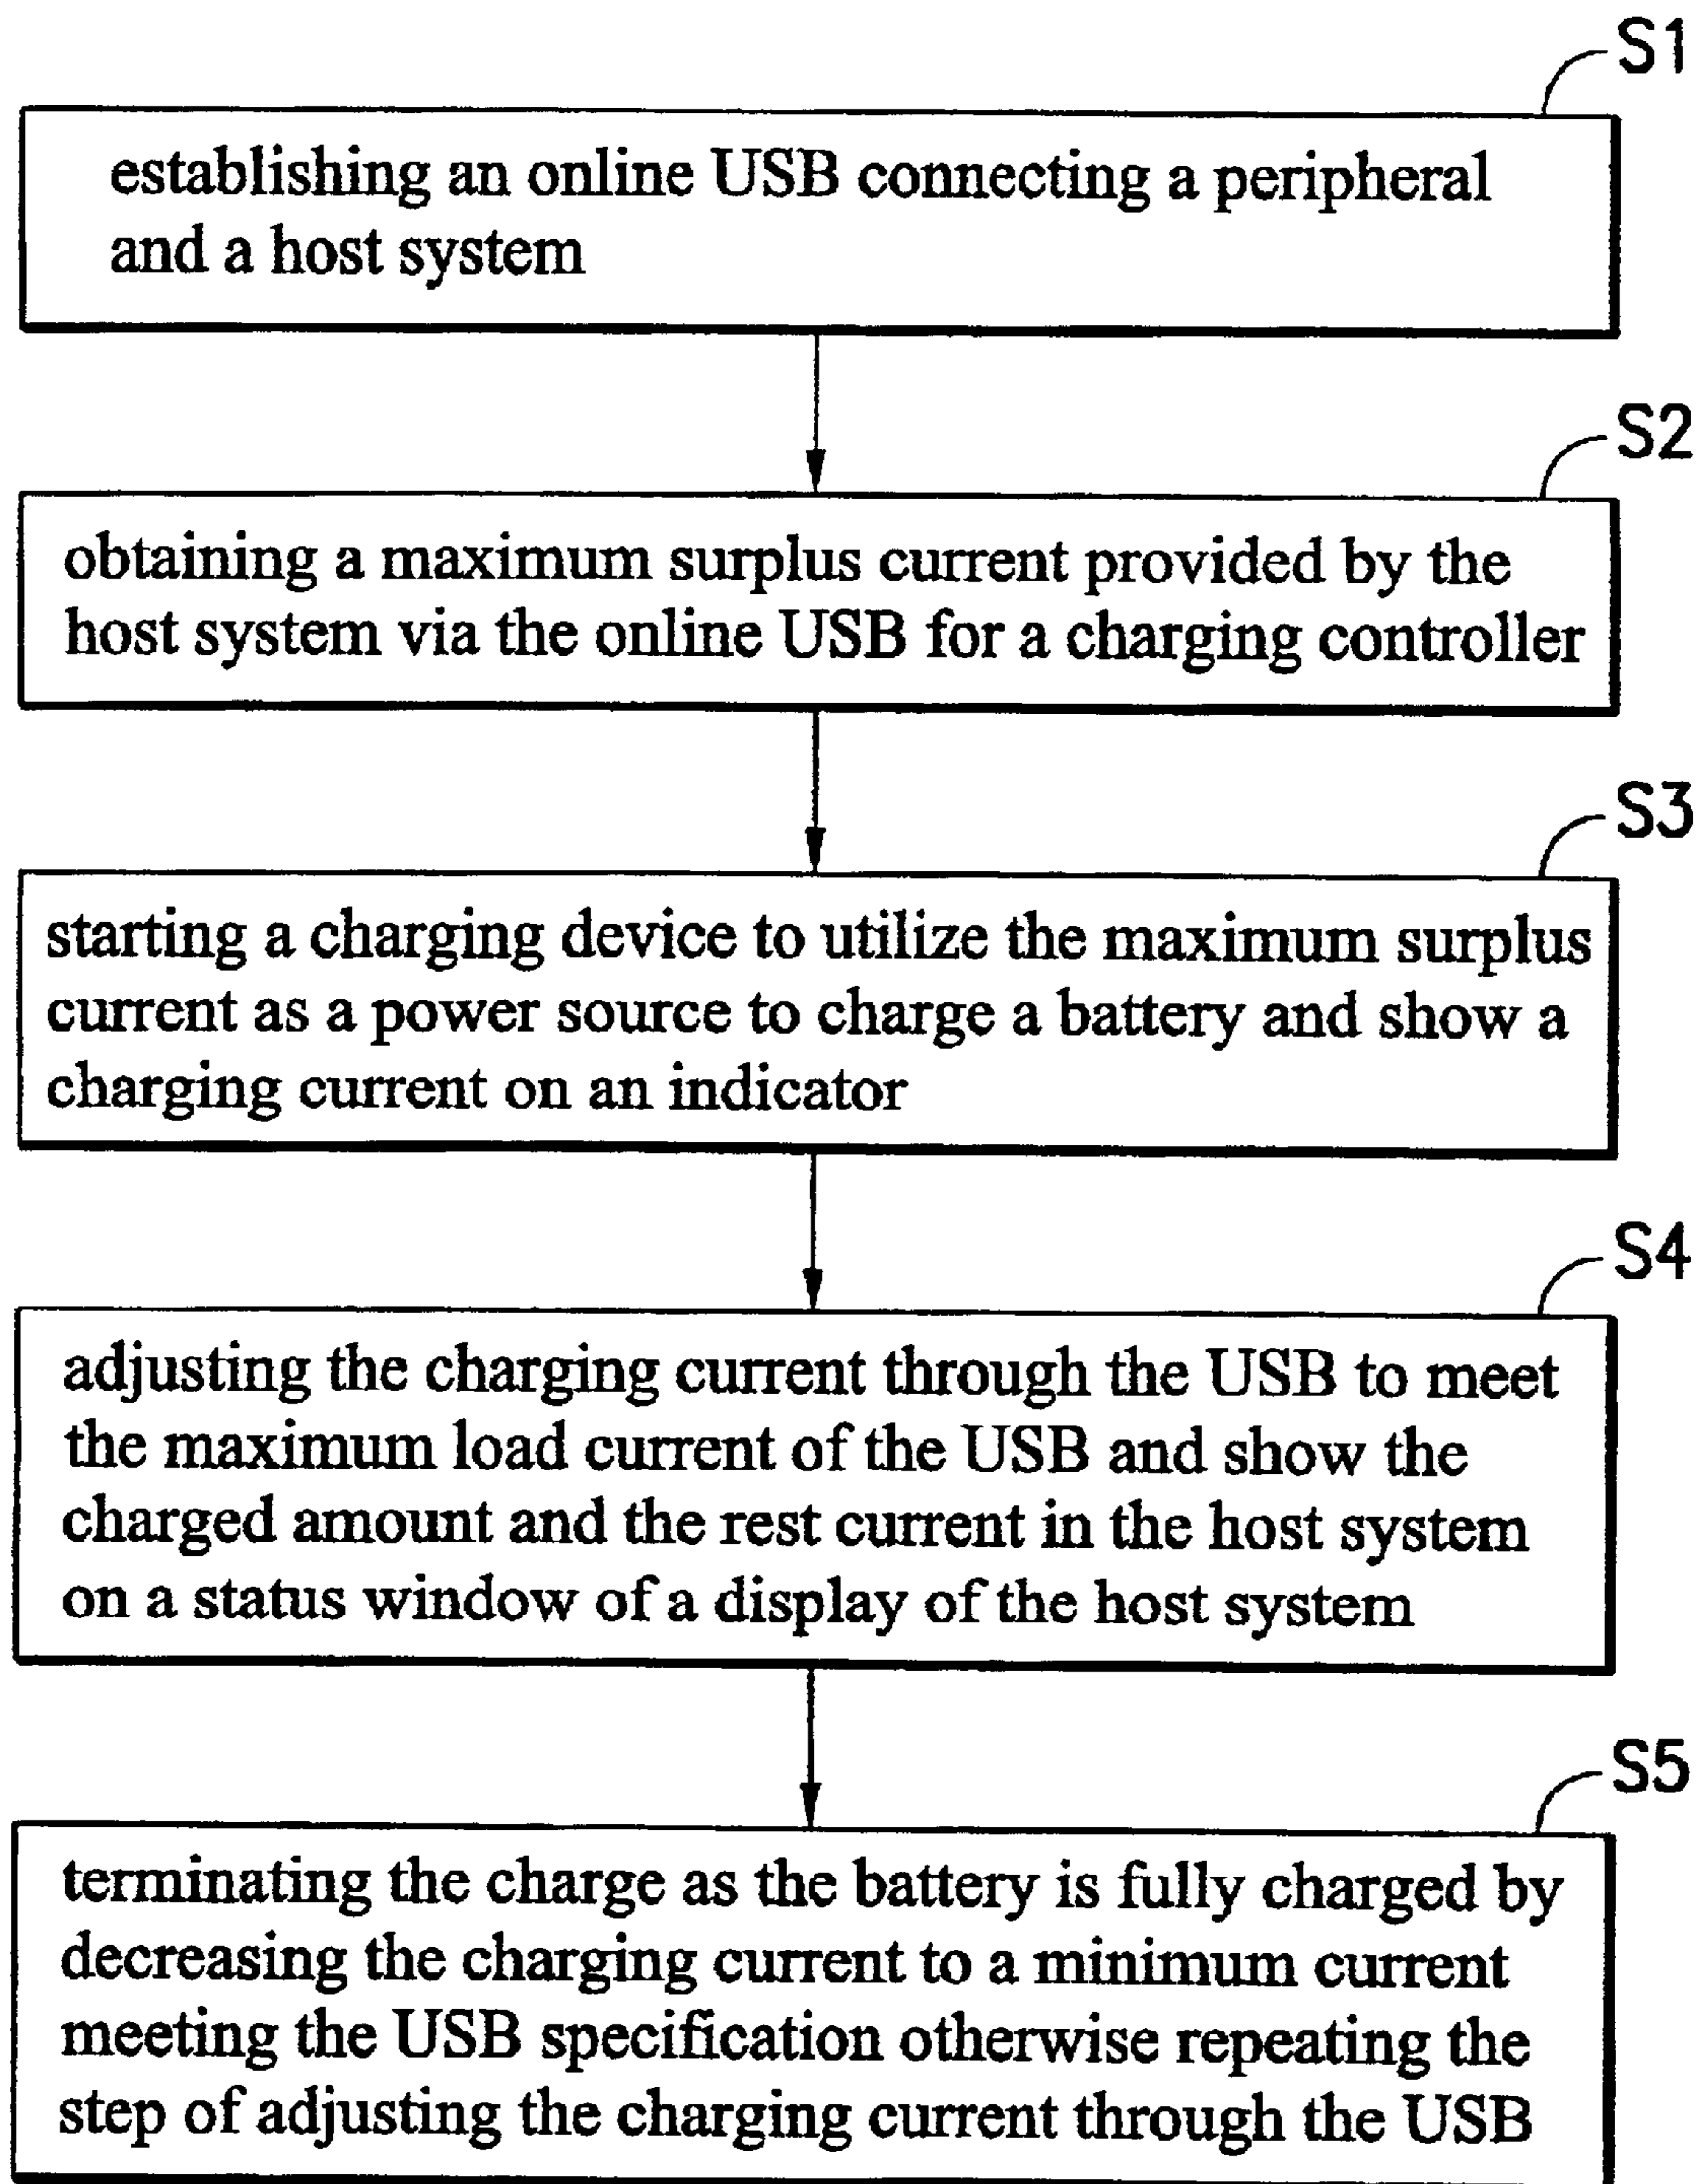 S1
establishing an online USB connecting a peripheral
and a host system
S2
obtaining a maximum surplus current provided by the
host system via the online USB for a charging controller
S3
starting a charging device to utilize the maximum surplus
current as a power source to charge a battery and show a
charging current on an indicator
S4
adjusting the charging current through the USB to meet
the maximum load current of the USB and show the
charged amount and the rest current in the host system
on a status window of a display of the host system
S5
terminating the charge as the battery is fully charged by
decreasing the charging current to a minimum current
meeting the USB specification otherwise repeating the
step of adjusting the charging current through the USB